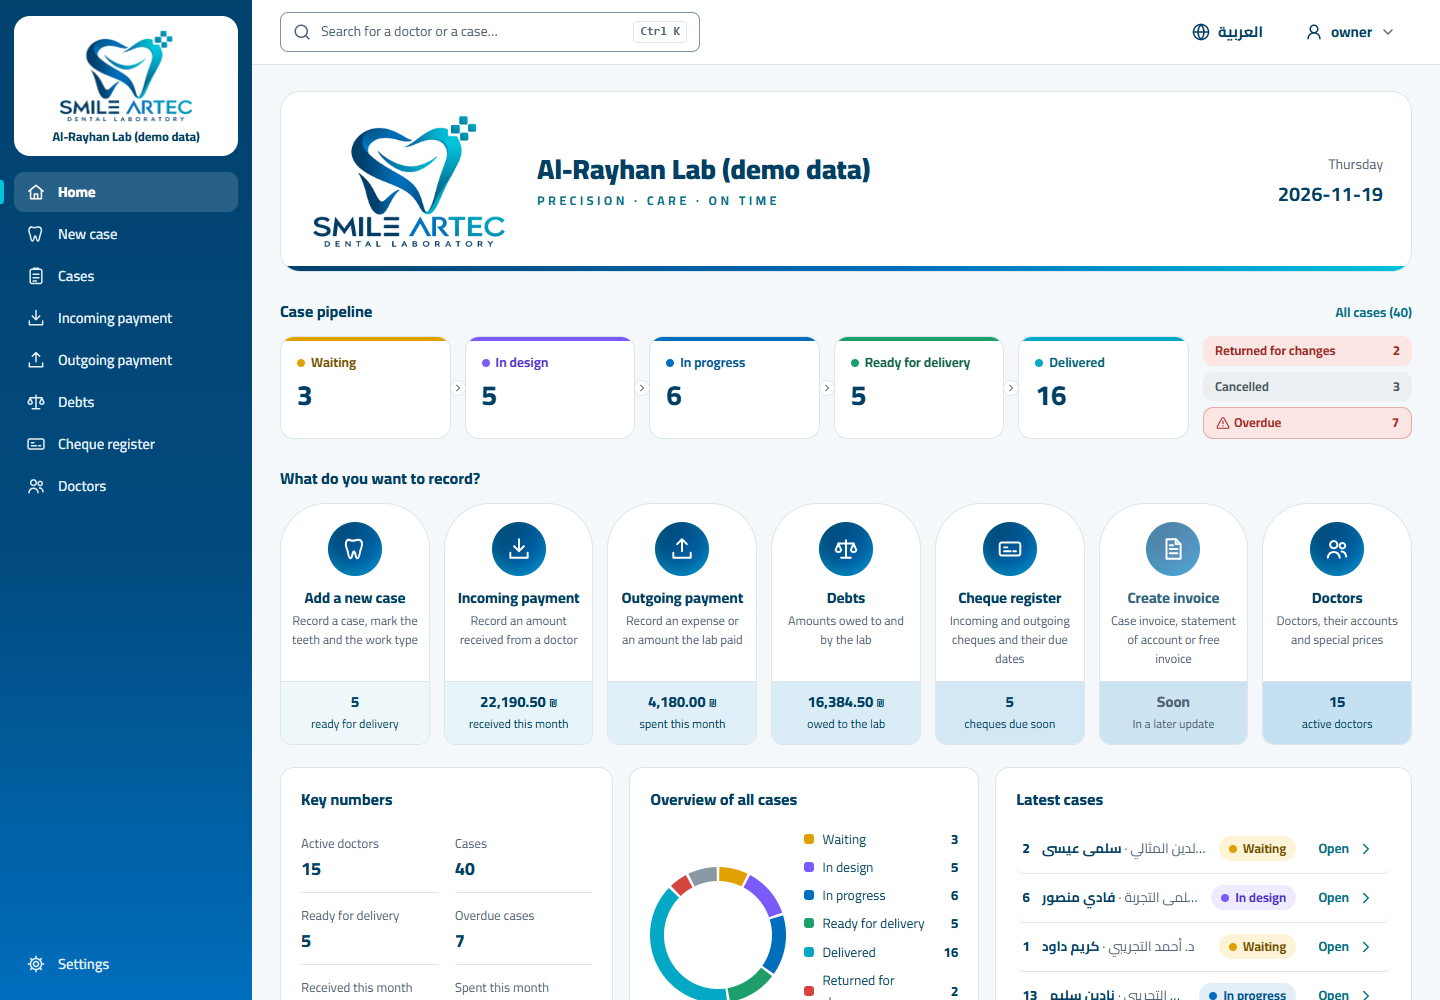 SMILE ARTEC
DENTAL LABORATORY
Al-Rayhan Lab (demo data)
Home
New case
Cases
Incoming payment
Outgoing payment
Debts
Cheque register
Doctors
Settings
Search for a doctor or a case...
Ctrl K
العربية
owner
SMILE ARTEC
DENTAL LABORATORY
Al-Rayhan Lab (demo data)
PRECISION · CARE · ON TIME
Thursday
2026-11-19
Case pipeline
All cases (40)
Waiting
3
In design
5
In progress
6
Ready for delivery
5
Delivered
16
Returned for changes 2
Cancelled 3
Overdue 7
What do you want to record?
Add a new case
Record a case, mark the
teeth and the work type
5
ready for delivery
Incoming payment
Record an amount
received from a doctor
22,190.50 ₪
received this month
Outgoing payment
Record an expense or
an amount the lab paid
4,180.00 ₪
spent this month
Debts
Amounts owed to and
by the lab
16,384.50 ₪
owed to the lab
Cheque register
Incoming and outgoing
cheques and their due
dates
5
cheques due soon
Create invoice
Case invoice, statement
of account or free
invoice
Soon
In a later update
Doctors
Doctors, their accounts
and special prices
15
active doctors
Key numbers
Active doctors
15
Cases
40
Ready for delivery
5
Overdue cases
7
Received this month
Spent this month
Overview of all cases
Waiting 3
In design 5
In progress 6
Ready for delivery 5
Delivered 16
Returned for 2
Latest cases
2 سلمى عيسى · لدين المثالي... Waiting Open
6 فادي منصور · لمى التجربة... In design Open
1 كريم داود · د. أحمد التجريبي Waiting Open
13 نادين سليم · التجريبي... In progress Open